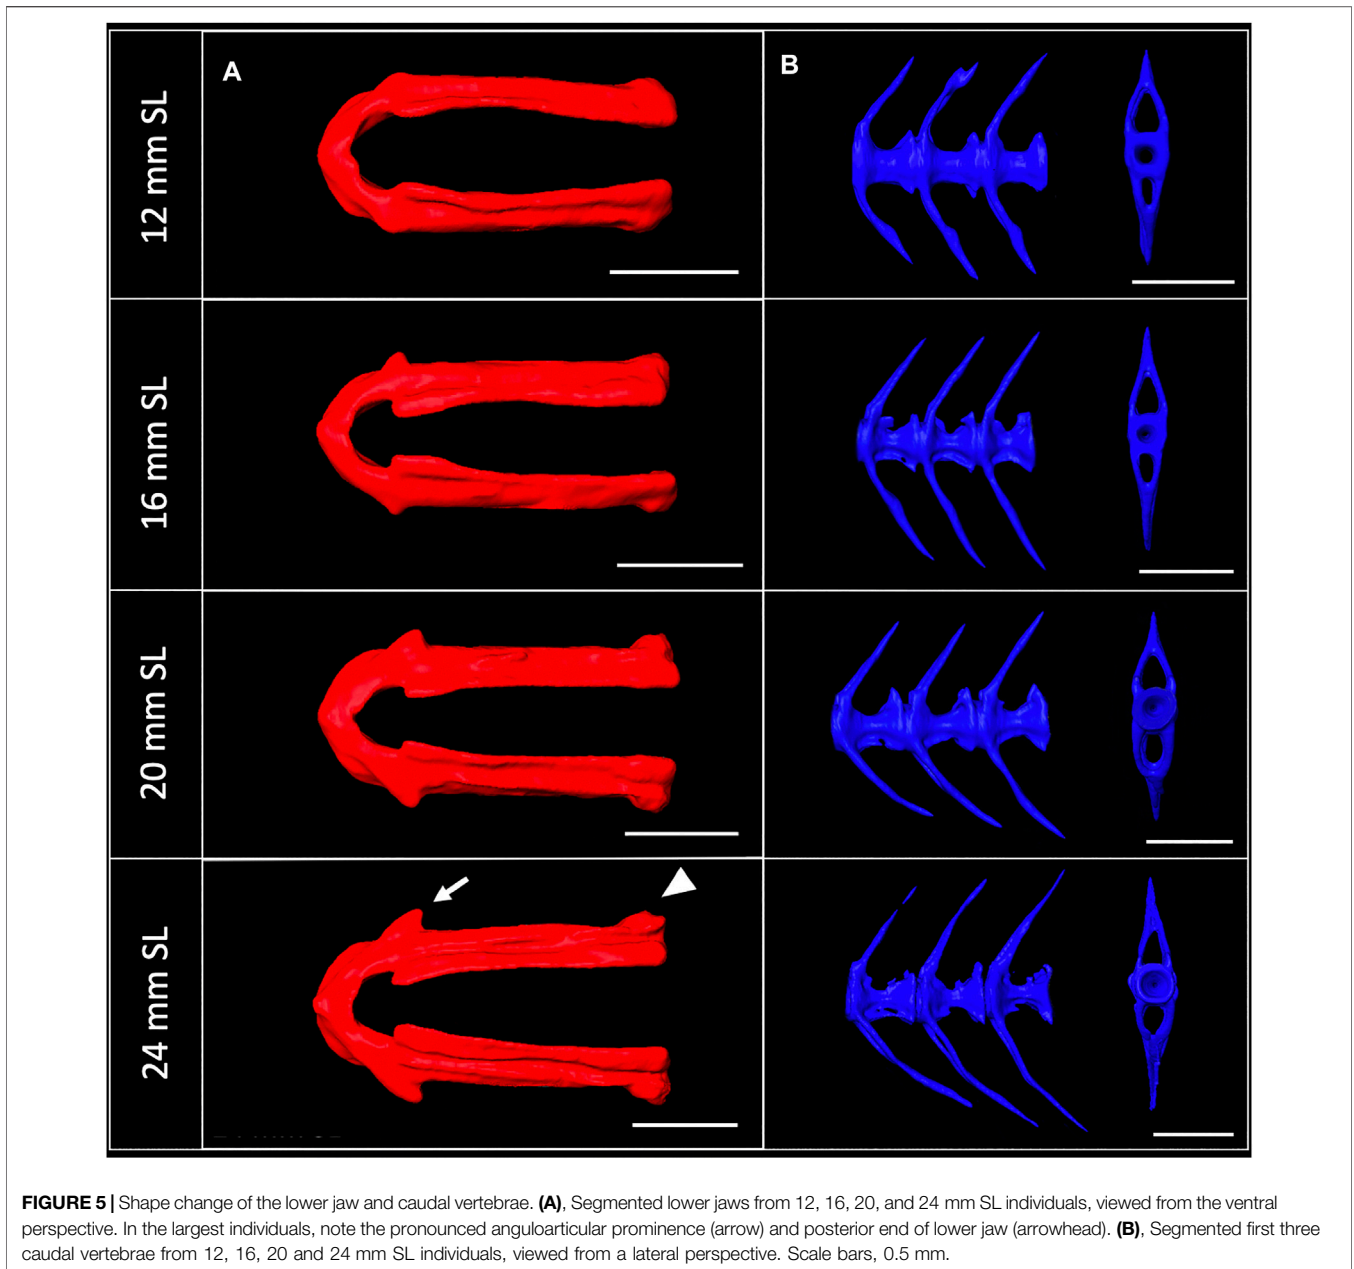 A
B
12 mm SL
16 mm SL
20 mm SL
24 mm SL
FIGURE 5 | Shape change of the lower jaw and caudal vertebrae. (A), Segmented lower jaws from 12, 16, 20, and 24 mm SL individuals, viewed from the ventral
perspective. In the largest individuals, note the pronounced anguloarticular prominence (arrow) and posterior end of lower jaw (arrowhead). (B), Segmented first three
caudal vertebrae from 12, 16, 20 and 24 mm SL individuals, viewed from a lateral perspective. Scale bars, 0.5 mm.